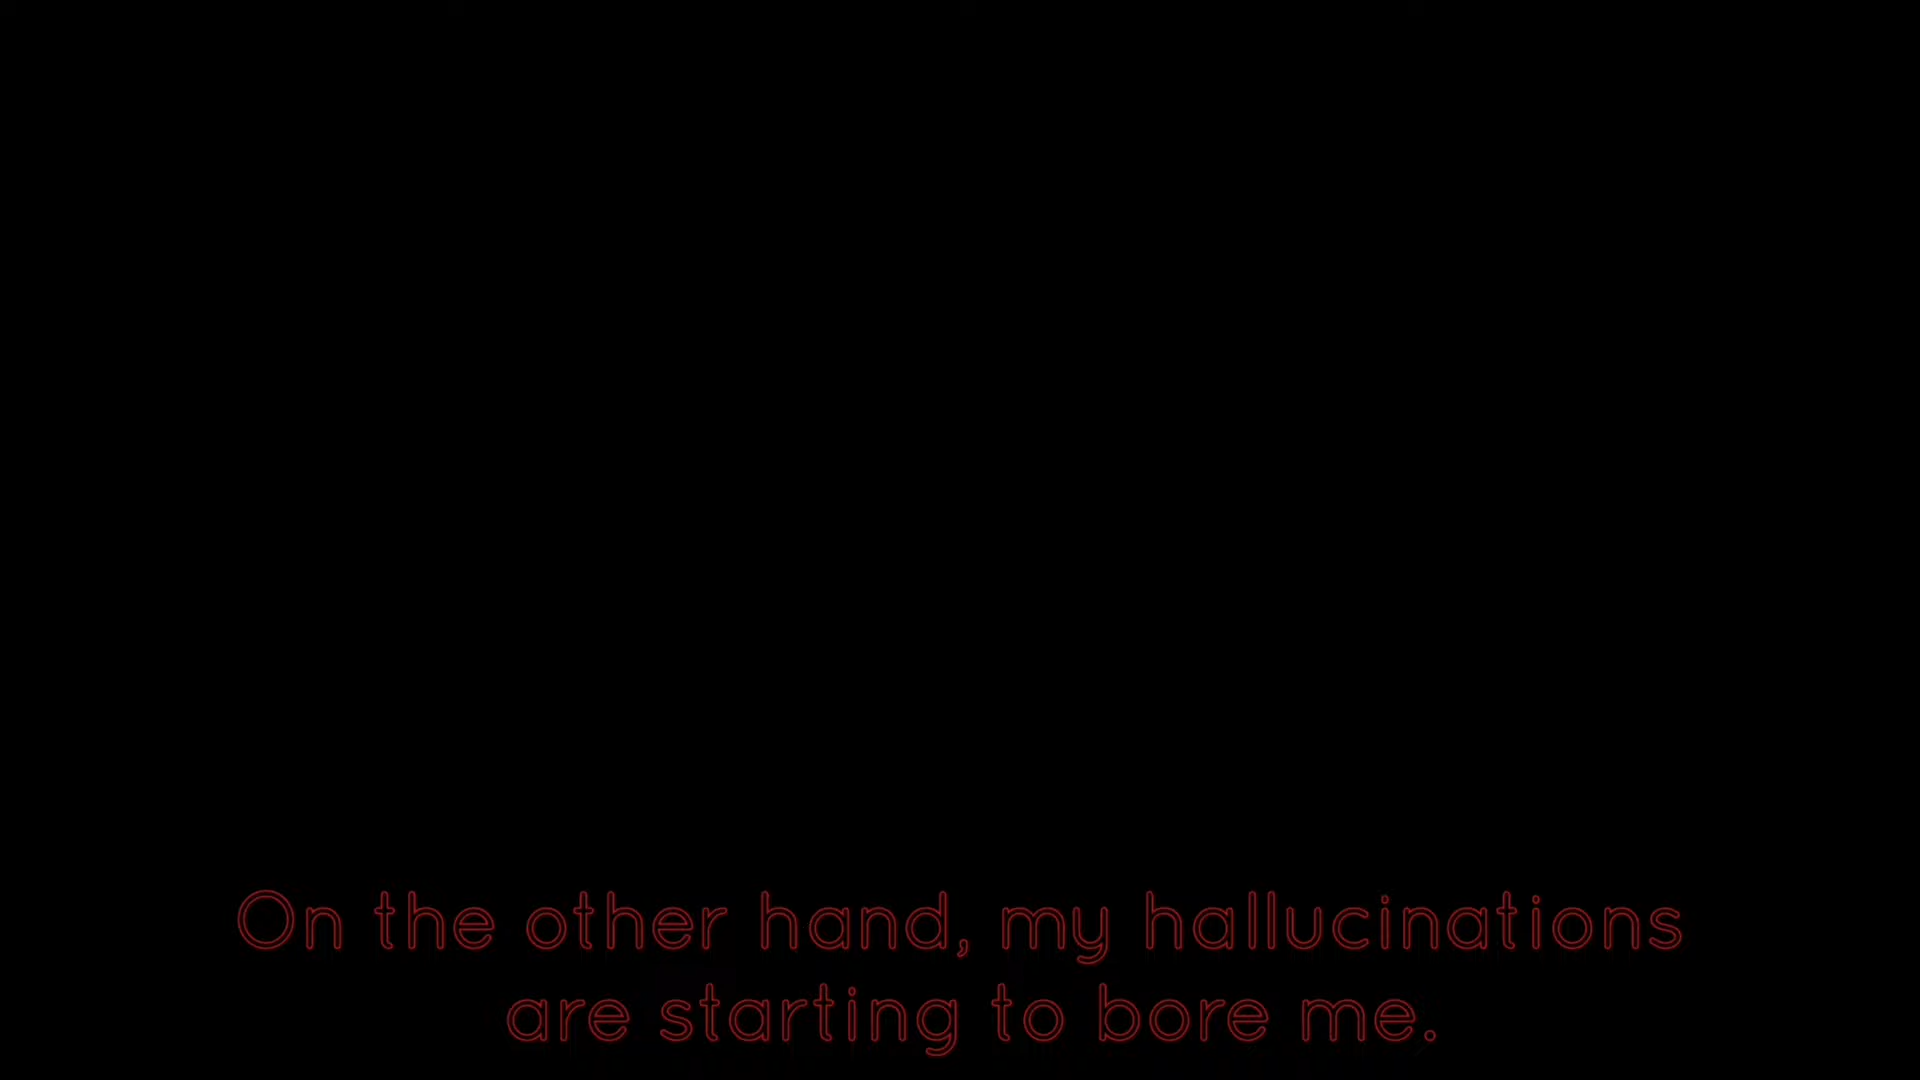 On the other hand, my hallucinations
are starting to bore me.